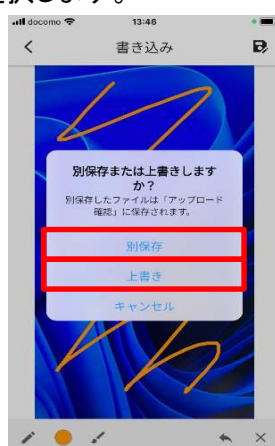 択します。
docomo 13:46
書き込み
別保存または上書きします
か？
別保存したファイルは「アップロード
確認」に保存されます。
別保存
上書き
キャンセル